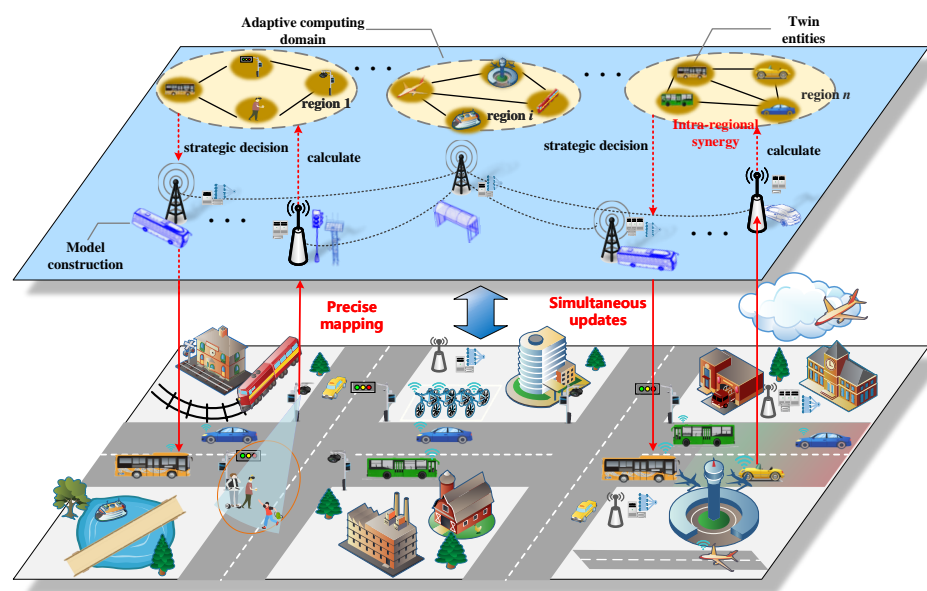 Adaptive computing
domain
Twin
entities
region 1
region i
region n
Intra-regional
synergy
strategic decision
calculate
strategic decision
calculate
Model
construction
Precise
mapping
Simultaneous
updates